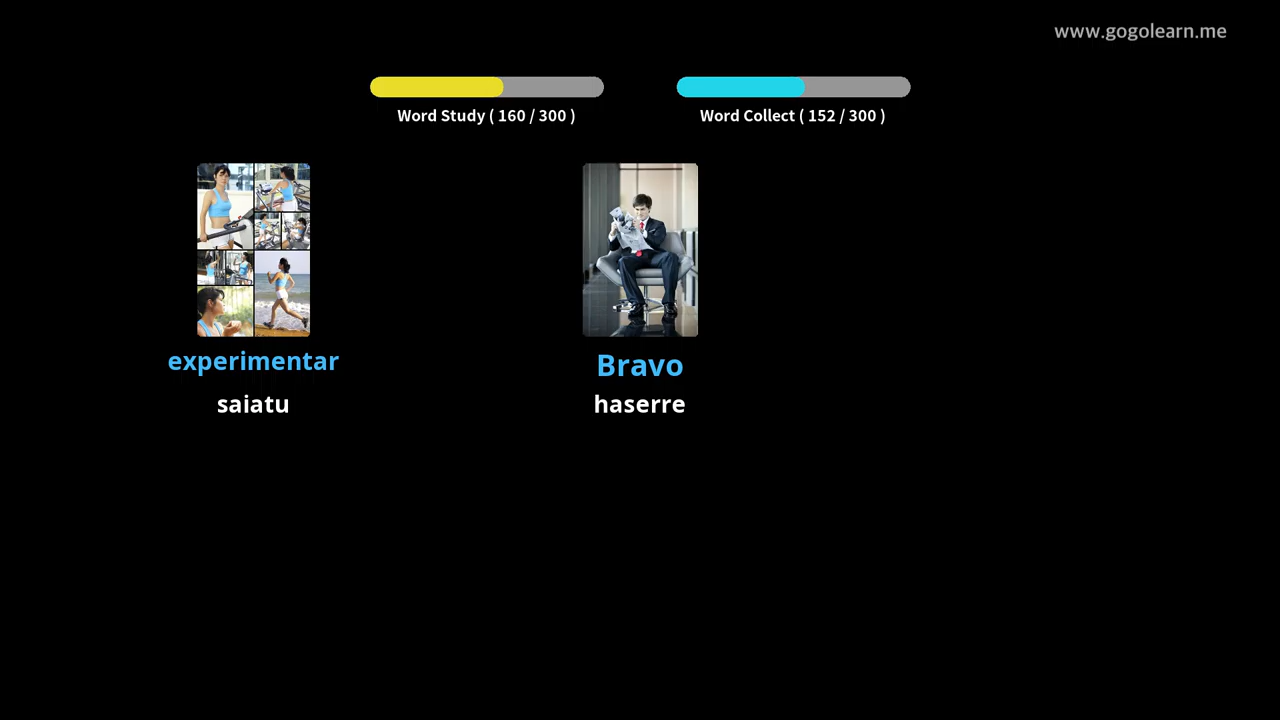 www.gogolearn.me
Word Study ( 160 / 300 )
Word Collect ( 152 / 300 )
experimentar
saiatu
Bravo
haserre